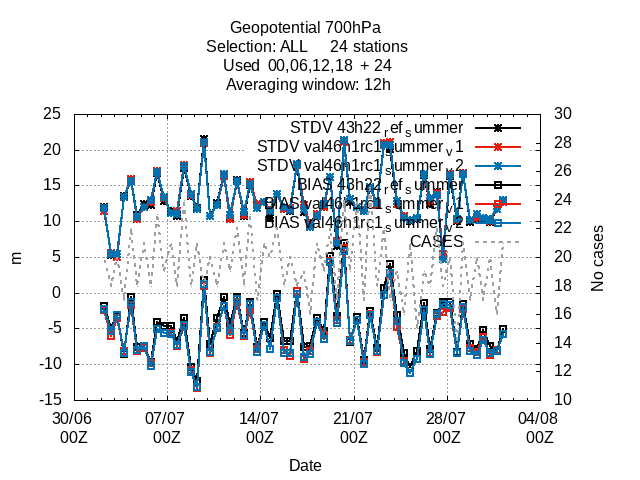 Geopotential 700hPa
Selection: ALL 24 stations
Used 00,06,12,18 + 24
Averaging window: 12h
25 30
STDV 43h22_ref_summer
28
20 STDV val46h1rc1_summer_v1
26
15 STDV val46h1rc1_summer_v2
BIAS 43h22_ref_summer
24
10 BIAS val46h1rc1_summer_v1
22
BIAS val46h1rc1_summer_v2
5 CASES
20
m
No cases
18
0
16
-5
14
-10 12
-15 10
30/06 07/07 14/07 21/07 28/07 04/08
00Z 00Z 00Z 00Z 00Z 00Z
Date